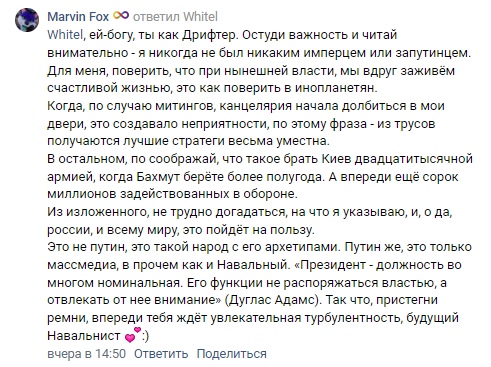 Marvin Fox ♾ ответил Whitel
Whitel, ей-богу, ты как Дрифтер. Остуди важность и читай
внимательно - я никогда не был никаким имперцем или запутинцем.
Для меня, поверить, что при нынешней власти, мы вдруг заживём
счастливой жизнью, это как поверить в инопланетян.
Когда, по случаю митингов, канцелярия начала долбиться в мои
двери, это создавало неприятности, по этому фраза - из трусов
получаются лучшие стратеги весьма уместна.
В остальном, по соображай, что такое брать Киев двадцатитысячной
армией, когда Бахмут берёте более полугода. А впереди ещё сорок
миллионов задействованных в обороне.
Из изложенного, не трудно догадаться, на что я указываю, и, о да,
россии, и всему миру, это пойдёт на пользу.
Это не путин, это такой народ с его архетипами. Путин же, это только
массмедиа, в прочем как и Навальный. «Президент - должность во
многом номинальная. Его функции не распоряжаться властью, а
отвлекать от нее внимание» (Дуглас Адамс). Так что, пристегни
ремни, впереди тебя ждёт увлекательная турбулентность, будущий
Навальнист 💕:)
вчера в 14:50 Ответить Поделиться